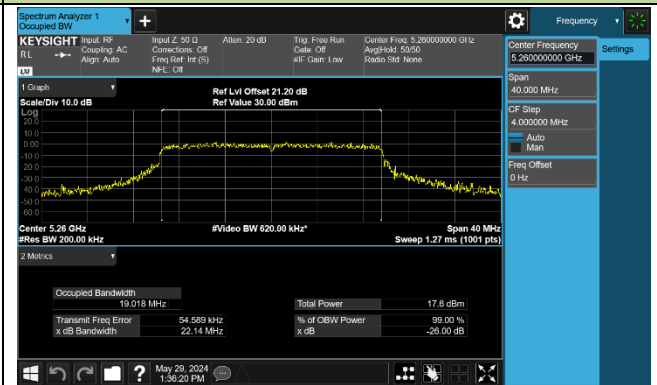 Spectrum Analyzer 1
Occupied BW
Frequency
KEYSIGHT
Input: RF
Coupling: AC
Align: Auto
Input Z: 50 Ω
Corrections: Off
Freq Ref: Int (S)
NFE: Off
Atten: 20 dB
Trig: Free Run
Gate: Off
#IF Gain: Low
Center Freq: 5.260000000 GHz
Avg|Hold: 50/50
Radio Std: None
RL
LXI
Center Frequency
5.260000000 GHz
Settings
Span
40.000 MHz
CF Step
4.000000 MHz
Auto
Man
Freq Offset
0 Hz
1 Graph
Scale/Div 10.0 dB
Ref Lvl Offset 21.20 dB
Ref Value 30.00 dBm
Log
20.0
10.0
0.00
-10.0
-20.0
-30.0
-40.0
-50.0
-60.0
Center 5.26 GHz
#Video BW 620.00 kHz*
Span 40 MHz
#Res BW 200.00 kHz
Sweep 1.27 ms (1001 pts)
2 Metrics
Occupied Bandwidth
19.018 MHz
Total Power
17.6 dBm
Transmit Freq Error
54.589 kHz
% of OBW Power
99.00 %
x dB Bandwidth
22.14 MHz
x dB
-26.00 dB
May 29, 2024
1:36:20 PM